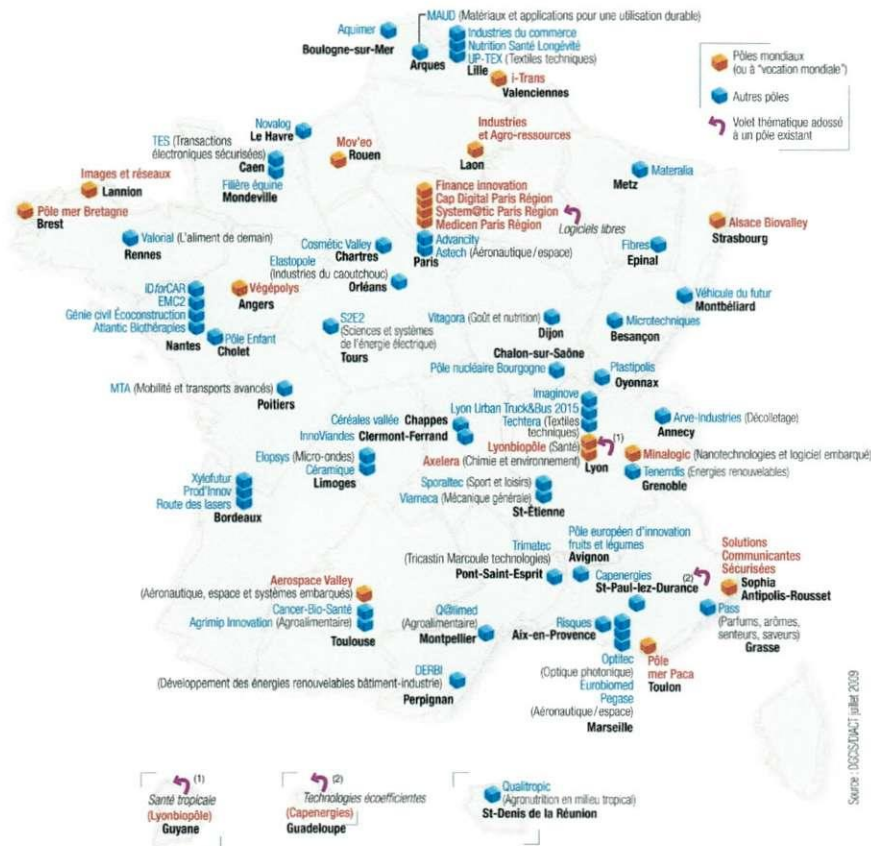 MAUD (Matériaux et applications pour une utilisation durable)
Aquimer
Boulogne-sur-Mer
Arques
Industries du commerce
Nutrition Santé Longévité
UP-TEX (Textiles techniques)
Lille
i-Trans
Valenciennes
Pôles mondiaux
(ou à "vocation mondiale")
Autres pôles
Volet thématique adossé
à un pôle existant
Novalog
Le Havre
TES (Transactions
électroniques sécurisées)
Caen
Filière équine
Mondeville
Mov'eo
Rouen
Industries
et Agro-ressources
Laon
Materalia
Metz
Images et réseaux
Lannion
Pôle mer Bretagne
Brest
Valorial (L'aliment de demain)
Rennes
Finance innovation
Cap Digital Paris Région
System@tic Paris Région
Medicen Paris Région
Logiciels libres
Advancity
Astech (Aéronautique/espace)
Paris
Alsace Biovalley
Strasbourg
Fibres
Epinal
Cosmétic Valley
Chartres
Elastopole
(Industries du caoutchouc)
Orléans
iDforCAR
EMC2
Génie civil Écoconstruction
Atlantic Biothérapies
Nantes
Végépolys
Angers
Pôle Enfant
Cholet
S2E2
(Sciences et systèmes
de l'énergie électrique)
Tours
Vitagora (Goût et nutrition)
Dijon
Véhicule du futur
Montbéliard
Microtechniques
Besançon
Chalon-sur-Saône
Pôle nucléaire Bourgogne
Plastipolis
Oyonnax
MTA (Mobilité et transports avancés)
Poitiers
Céréales vallée Chappes
InnoViandes Clermont-Ferrand
Imaginove
Lyon Urban Truck&Bus 2015
Techtera (Textiles
techniques)
Lyonbiopôle (Santé)
(1)
Axelera (Chimie et environnement)
Lyon
Arve-Industries (Décolletage)
Annecy
Minalogic (Nanotechnologies et logiciel embarqué)
Tenerrdis (Énergies renouvelables)
Grenoble
Elopsys (Micro-ondes)
Céramique
Limoges
Xylofutur
Prod'Innov
Route des lasers
Bordeaux
Sporaltec (Sport et loisirs)
Viameca (Mécanique générale)
St-Étienne
Trimatec
(Tricastin Marcoule technologies)
Pont-Saint-Esprit
Pôle européen d'innovation
fruits et légumes
Avignon
Capenergies
(2)
St-Paul-lez-Durance
Solutions
Communicantes
Sécurisées
Sophia
Antipolis-Rousset
Aerospace Valley
(Aéronautique, espace et systèmes embarqués)
Cancer-Bio-Santé
Agrimip Innovation (Agroalimentaire)
Toulouse
Q@limed
(Agroalimentaire)
Montpellier
Risques
Aix-en-Provence
Pass
(Parfums, arômes,
senteurs, saveurs)
Grasse
Optitec
(Optique photonique)
Eurobiomed
Pegase
(Aéronautique/espace)
Marseille
Pôle
mer Paca
Toulon
DERBI
(Développement des énergies renouvelables bâtiment-industrie)
Perpignan
Source : DGCIS/DIACT juillet 2009
(1)
Santé tropicale
(Lyonbiopôle)
Guyane
(2)
Technologies écoefficientes
(Capenergies)
Guadeloupe
Qualitropic
(Agronutrition en milieu tropical)
St-Denis de la Réunion